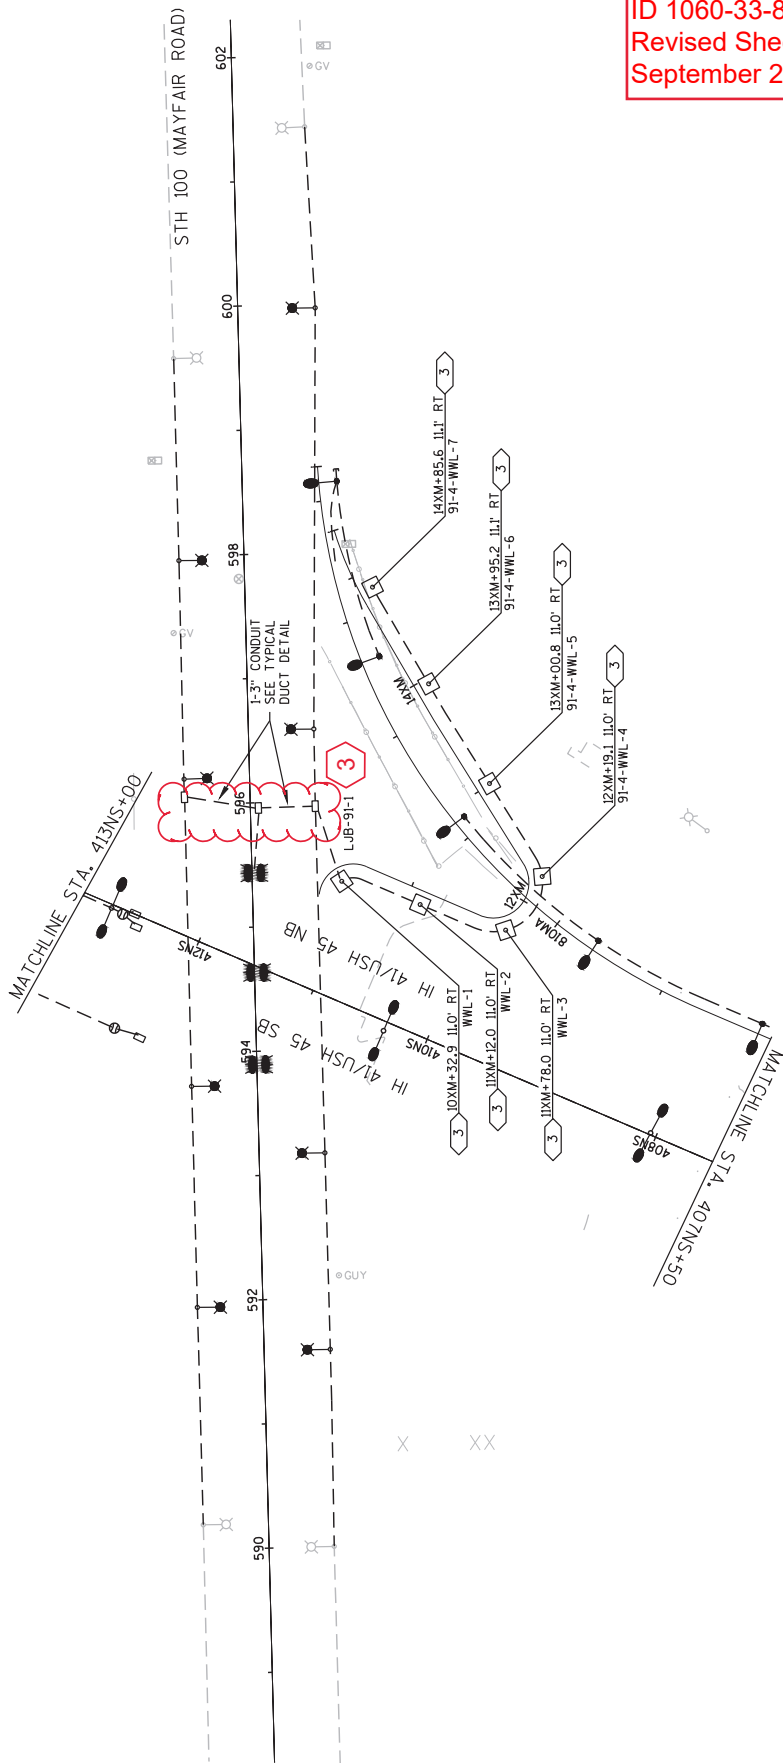 ID 1060-33-8
Revised She
September 2
STH 100 (MAYFAIR ROAD)
602
GV
600
14XM+85.6 11.1' RT
91-4-WWL-7
3
13XM+95.2 11.1' RT
91-4-WWL-6
3
598
GV
13XM+00.8 11.0' RT
91-4-WWL-5
3
1-3" CONDUIT
SEE TYPICAL
DUCT DETAIL
14XM
12XM+19.1 11.0' RT
91-4-WWL-4
3
596
3
LJB-91-1
MATCHLINE STA. 413NS+00
412NS
12XM
810MA
IH 41/USH 45 NB
IH 41/USH 45 SB
594
410NS
10XM+32.9 11.0' RT
WWL-1
3
11XM+12.0 11.0' RT
WWL-2
3
11XM+78.0 11.0' RT
WWL-3
3
408NS
MATCHLINE STA. 407NS+50
GUY
592
590